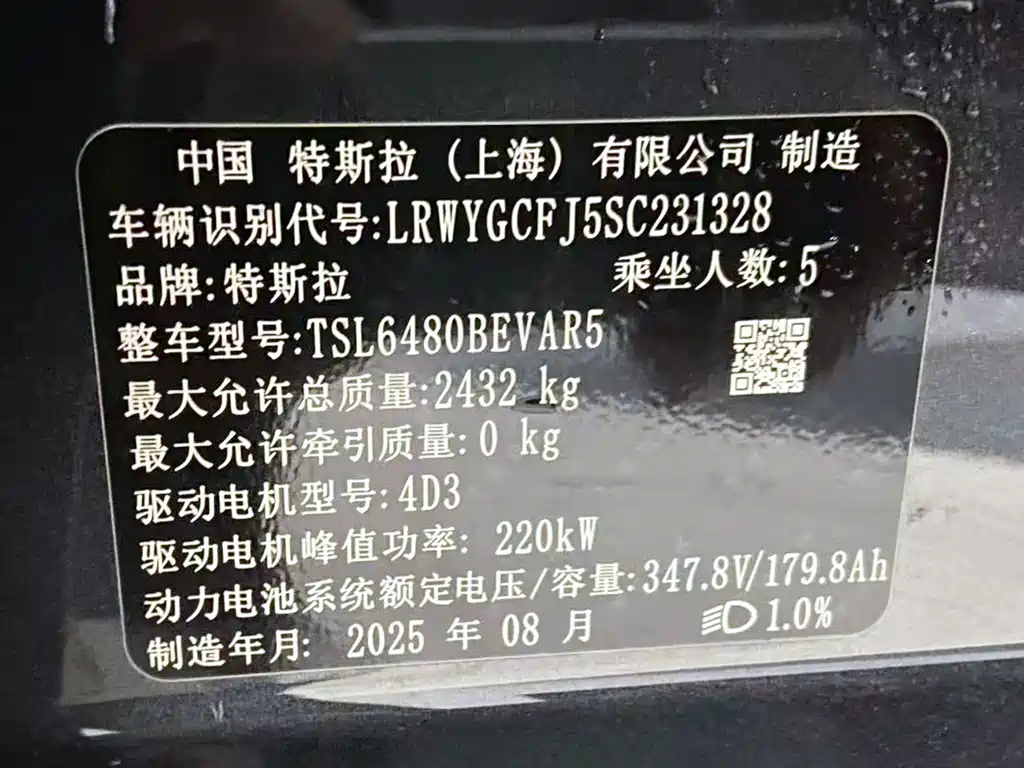 中国 特斯拉（上海）有限公司 制造
车辆识别代号:LRWYGCFJ5SC231328
品牌:特斯拉 乘坐人数:5
整车型号:TSL6480BEVAR5
最大允许总质量:2432 kg
最大允许牵引质量:0 kg
驱动电机型号:4D3
驱动电机峰值功率: 220kW
动力电池系统额定电压/容量:347.8V/179.8Ah
制造年月: 2025 年 08 月 1.0%